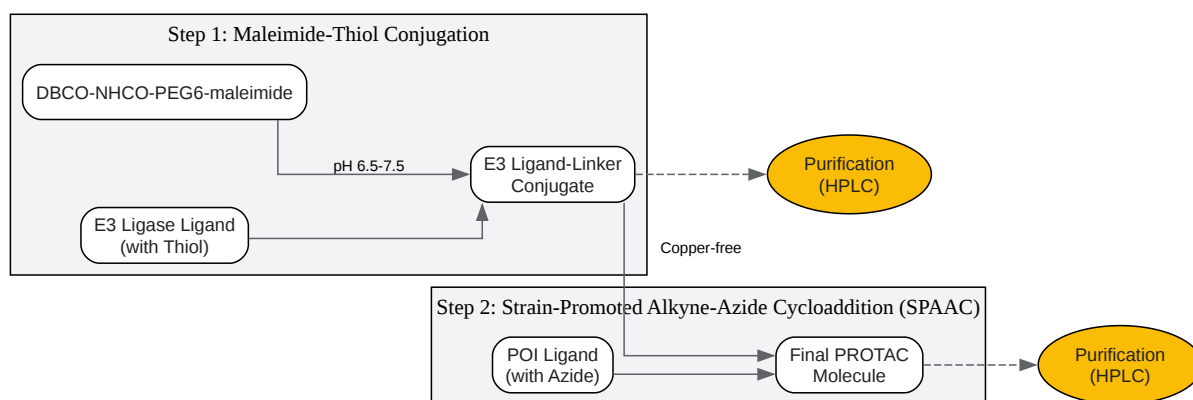 Step 1: Maleimide-Thiol Conjugation
DBCO-NHCO-PEG6-maleimide
pH 6.5-7.5
E3 Ligand-Linker
Conjugate
Purification
(HPLC)
E3 Ligase Ligand
(with Thiol)
Copper-free
Step 2: Strain-Promoted Alkyne-Azide Cycloaddition (SPAAC)
POI Ligand
(with Azide)
Final PROTAC
Molecule
Purification
(HPLC)